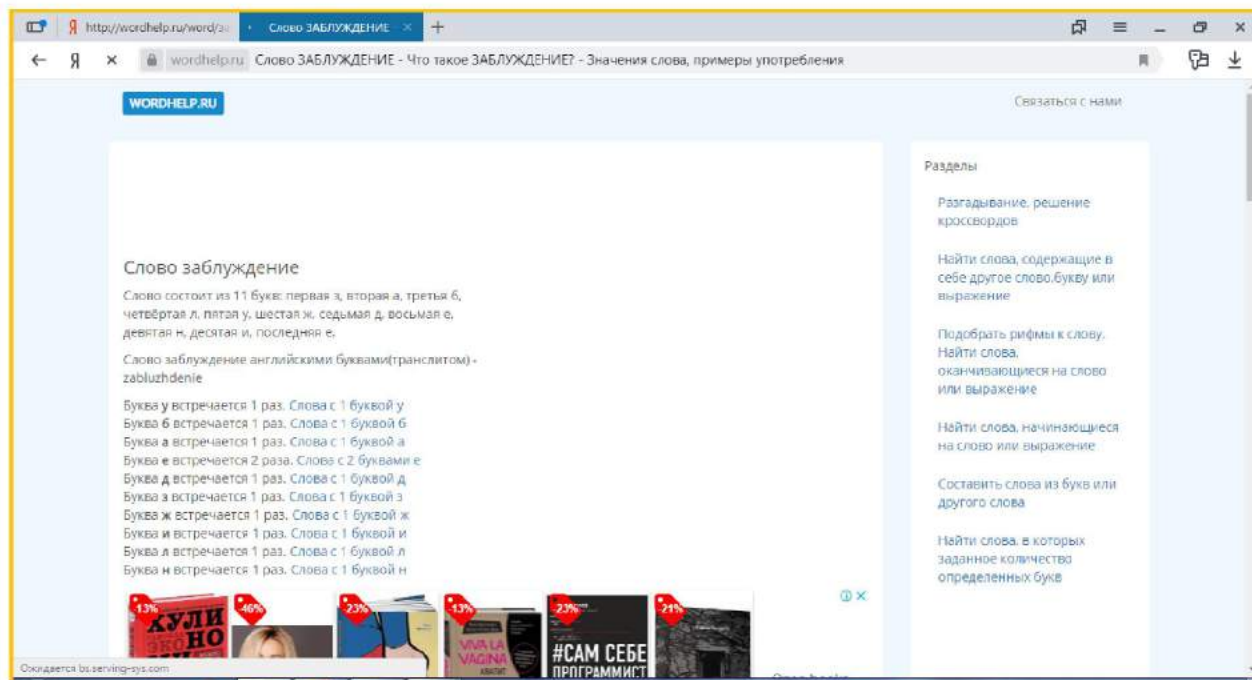 http://wordhelp.ru/word/за
Слово ЗАБЛУЖДЕНИЕ
wordhelp.ru Слово ЗАБЛУЖДЕНИЕ - Что такое ЗАБЛУЖДЕНИЕ? - Значения слова, примеры употребления
WORDHELP.RU
Связаться с нами
Слово заблуждение
Слово состоит из 11 букв: первая з, вторая а, третья б,
четвёртая л, пятая у, шестая ж, седьмая д, восьмая е,
девятая н, десятая и, последняя е,
Слово заблуждение английскими буквами(транслитом) -
zabluzhdenie
Буква у встречается 1 раз. Слова с 1 буквой у
Буква б встречается 1 раз. Слова с 1 буквой б
Буква а встречается 1 раз. Слова с 1 буквой а
Буква е встречается 2 раза. Слова с 2 буквами е
Буква д встречается 1 раз. Слова с 1 буквой д
Буква з встречается 1 раз. Слова с 1 буквой з
Буква ж встречается 1 раз. Слова с 1 буквой ж
Буква и встречается 1 раз. Слова с 1 буквой и
Буква л встречается 1 раз. Слова с 1 буквой л
Буква н встречается 1 раз. Слова с 1 буквой н
Разделы
Разгадывание, решение
кроссвордов
Найти слова, содержащие в
себе другое слово,букву или
выражение
Подобрать рифмы к слову.
Найти слова,
оканчивающиеся на слово
или выражение
Найти слова, начинающиеся
на слово или выражение
Составить слова из букв или
другого слова
Найти слова, в которых
заданное количество
определенных букв
-13%
-46%
-23%
-13%
-23%
-21%
ХУЛИ
НО
VIVA LA
VAGINA
ХВАТИТ
#САМ СЕБЕ
ПРОГРАММИСТ
Ожидается bs.serving-sys.com